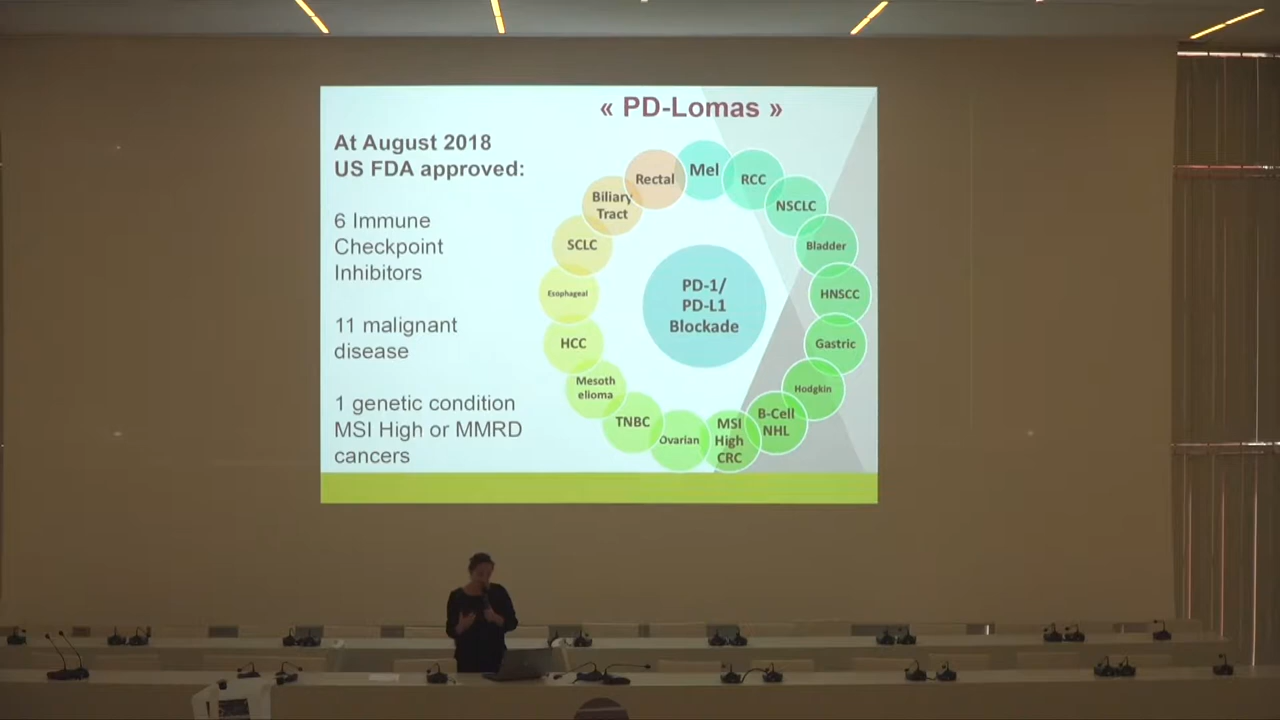 « PD-Lomas »
At August 2018
US FDA approved:
6 Immune
Checkpoint
Inhibitors
11 malignant
disease
1 genetic condition
MSI High or MMRD
cancers
Mel
RCC
NSCLC
Bladder
HNSCC
Gastric
Hodgkin
B-Cell
NHL
MSI
High
CRC
Ovarian
TNBC
Mesoth
elioma
HCC
Esophageal
SCLC
Biliary
Tract
Rectal
PD-1/
PD-L1
Blockade